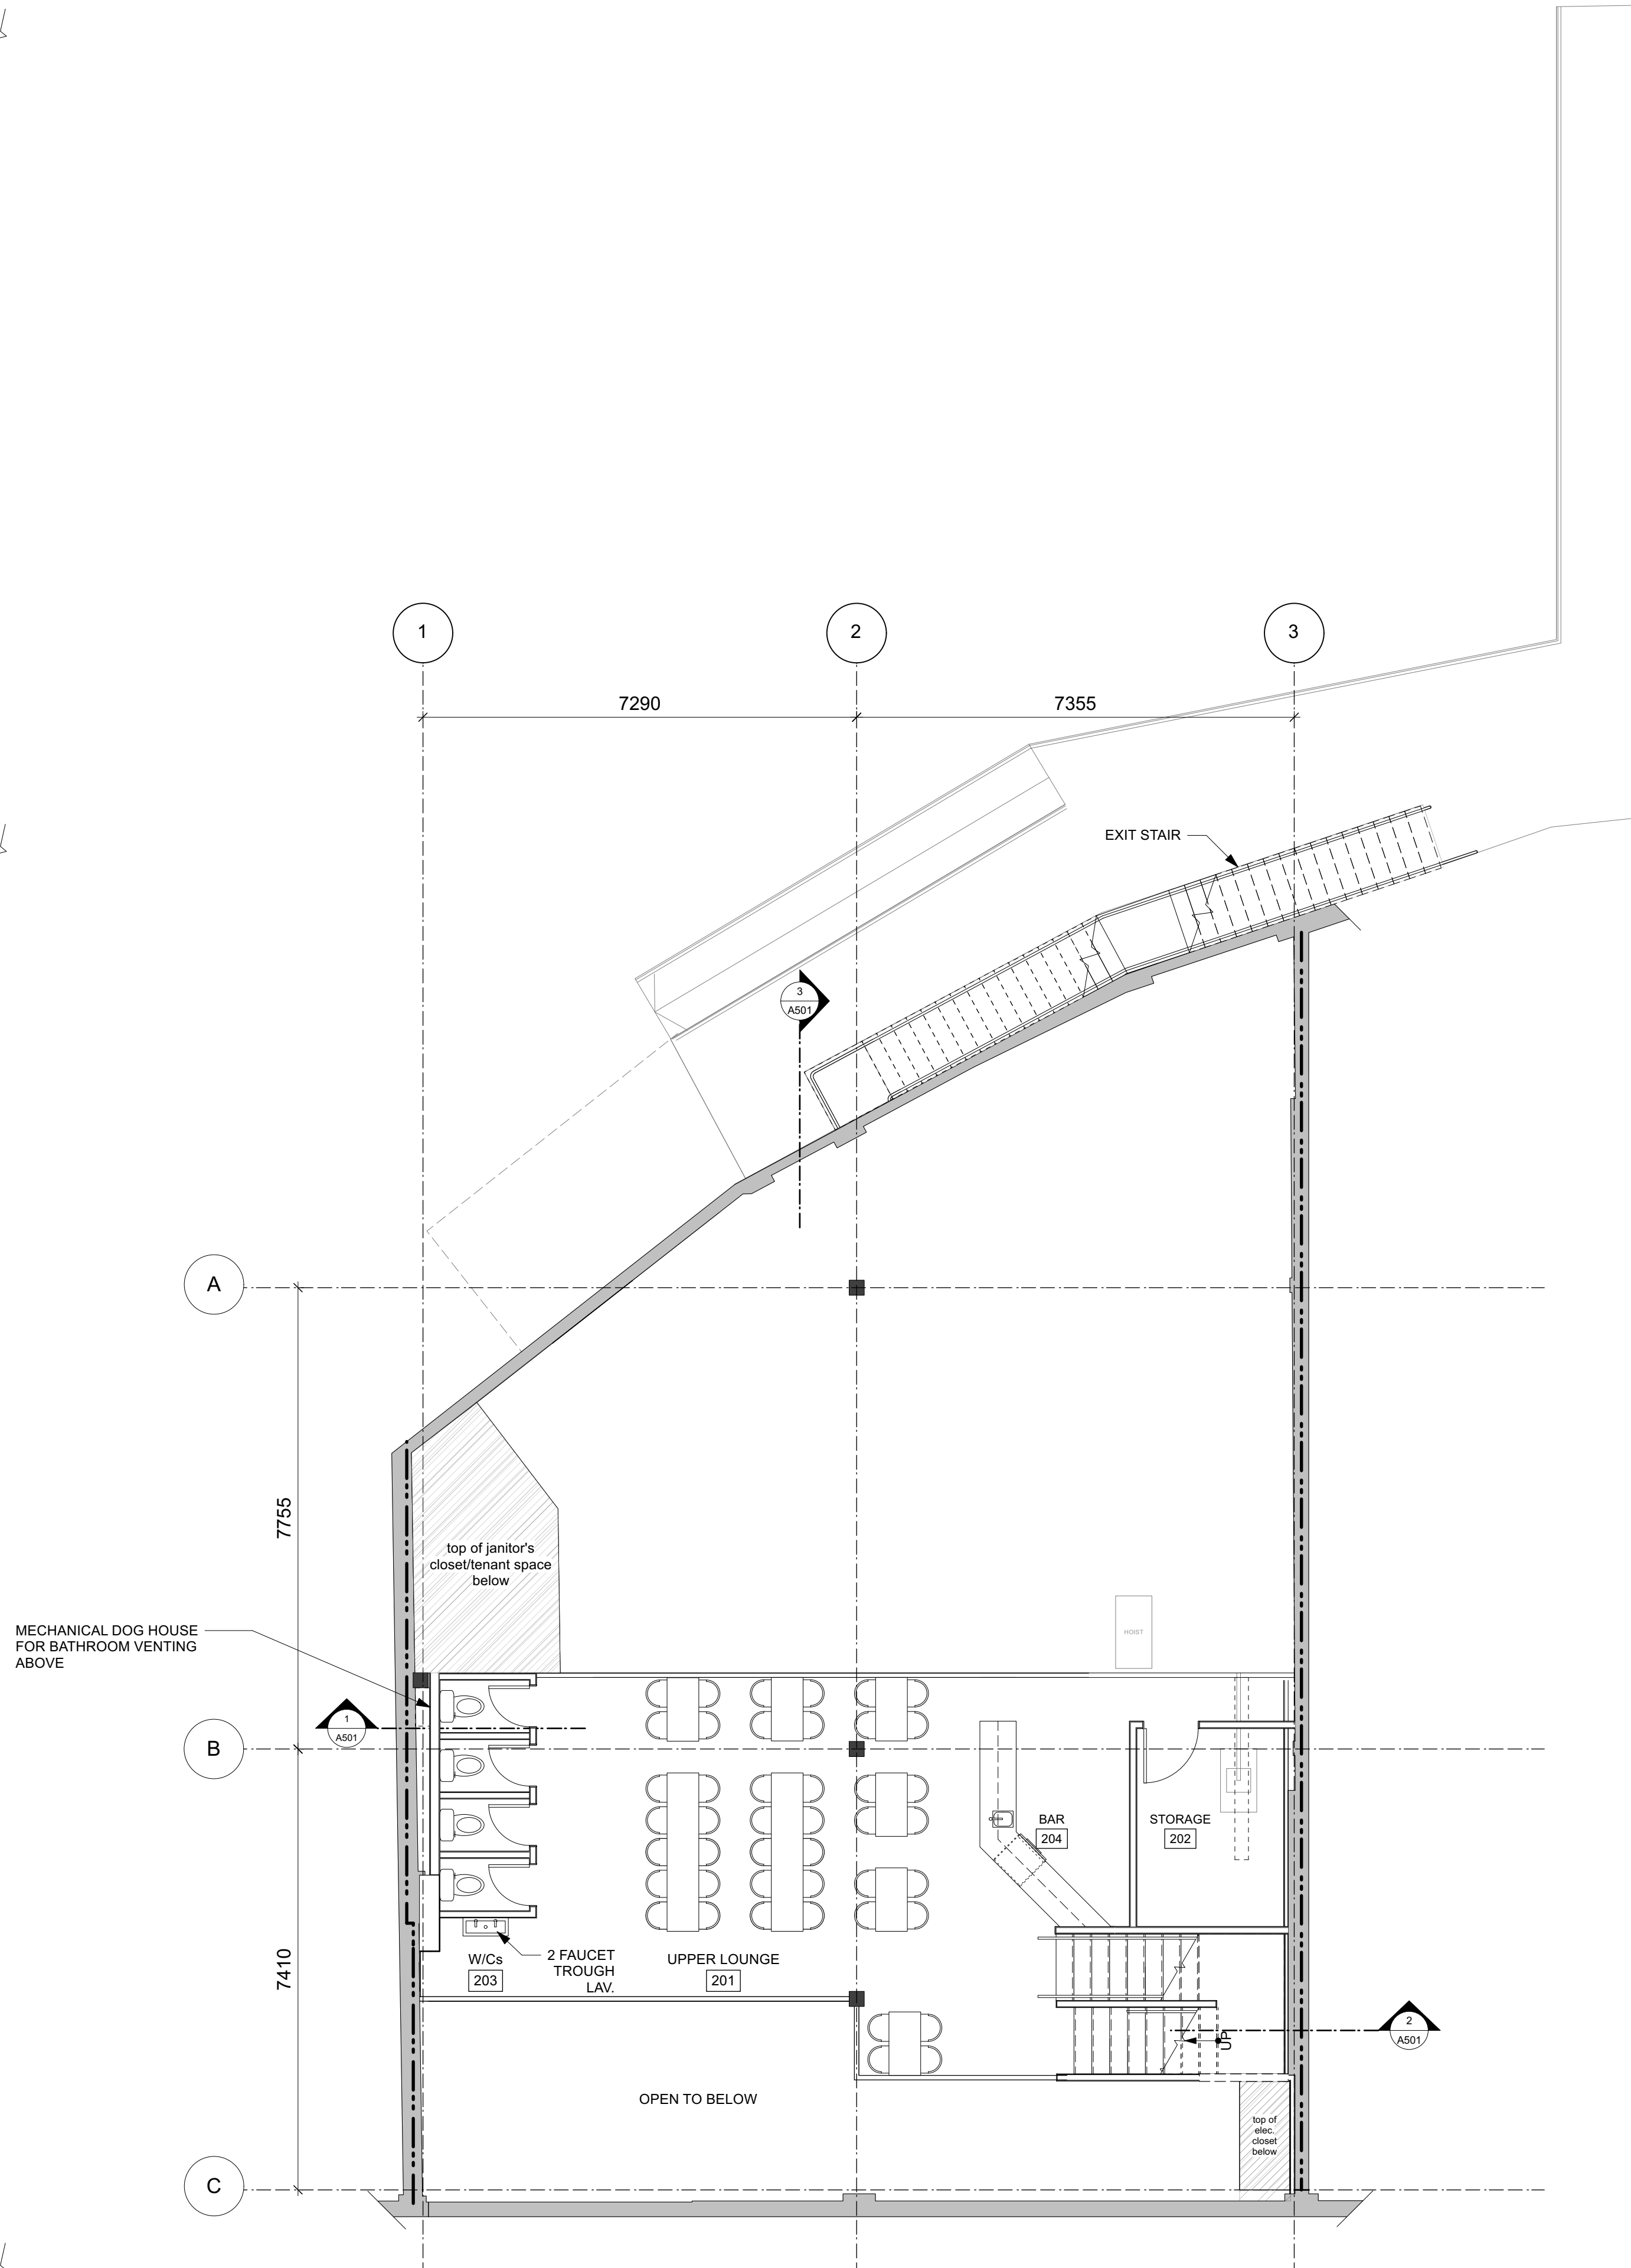 1
2
3
7290
7355
EXIT STAIR
3
A501
A
7755
top of janitor's
closet/tenant space
below
HOIST
MECHANICAL DOG HOUSE
FOR BATHROOM VENTING
ABOVE
1
A501
B
BAR
204
STORAGE
202
W/Cs
203
2 FAUCET
TROUGH
LAV.
UPPER LOUNGE
201
7410
UP
2
A501
OPEN TO BELOW
top of
elec.
closet
below
C